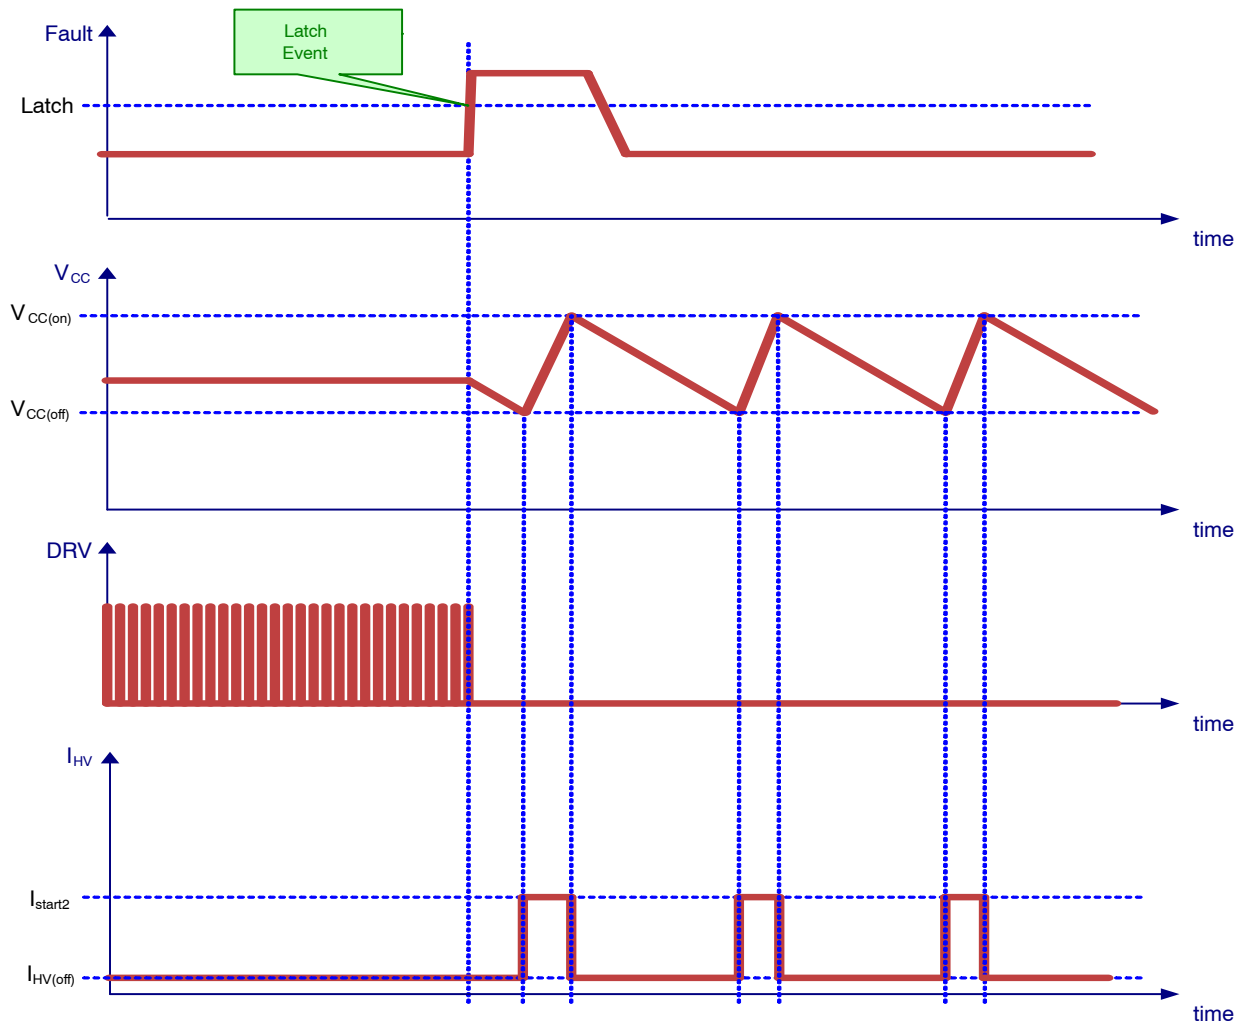 Fault
Latch
Event
Latch
time
VCC
VCC(on)
VCC(off)
time
DRV
time
IHV
Istart2
IHV(off)
time